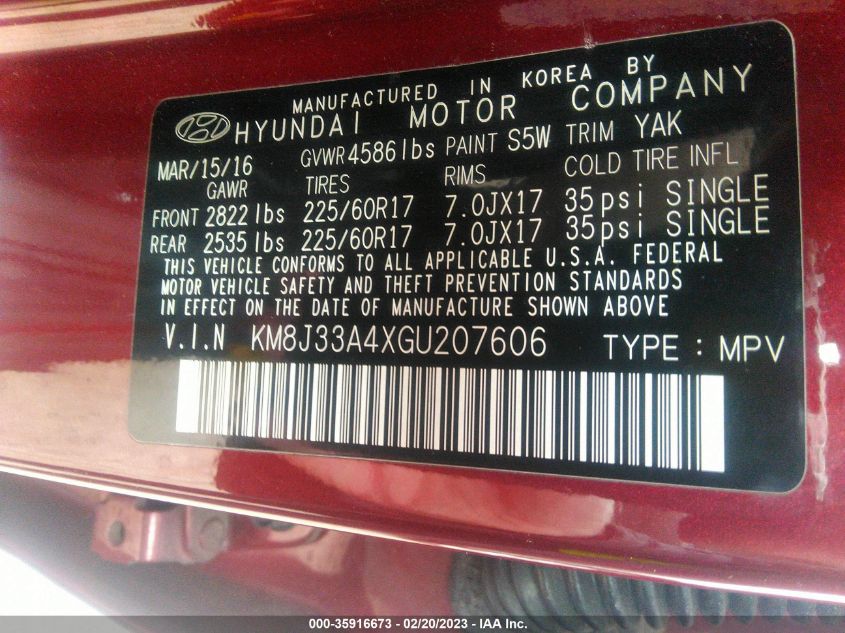 MANUFACTURED IN KOREA BY
HYUNDAI MOTOR COMPANY
MAR/15/16 GVWR 4586 lbs PAINT S5W TRIM YAK
GAWR TIRES RIMS COLD TIRE INFL
FRONT 2822 lbs 225/60R17 7.0JX17 35psi SINGLE
REAR 2535 lbs 225/60R17 7.0JX17 35psi SINGLE
THIS VEHICLE CONFORMS TO ALL APPLICABLE U.S.A. FEDERAL
MOTOR VEHICLE SAFETY AND THEFT PREVENTION STANDARDS
IN EFFECT ON THE DATE OF MANUFACTURE SHOWN ABOVE
V.I.N KM8J33A4XGU207606 TYPE : MPV
000-35916673 - 02/20/2023 - IAA Inc.